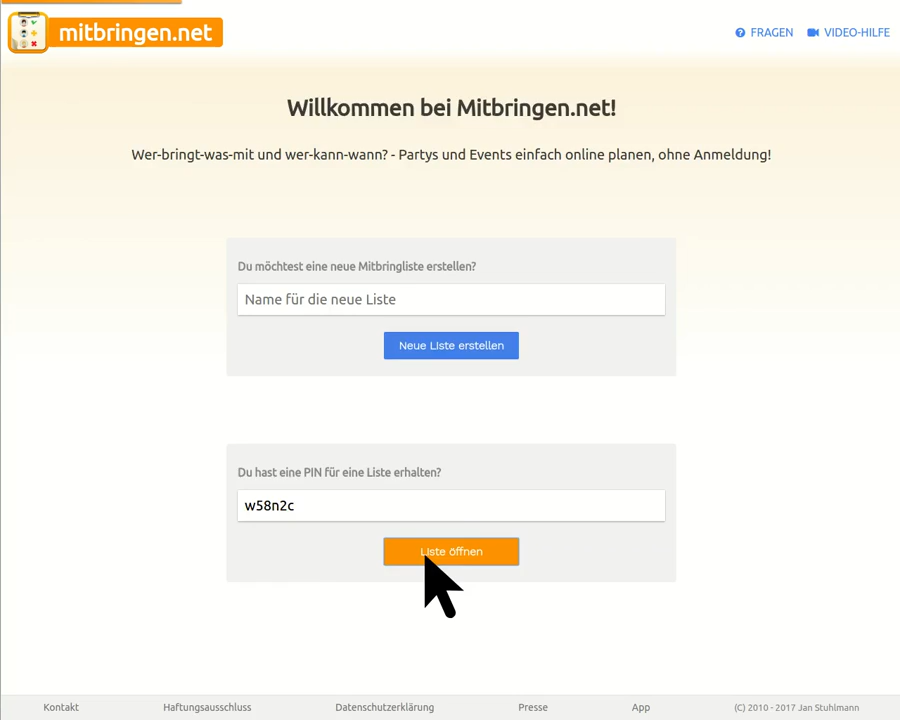 mitbringen.net
FRAGEN
VIDEO-HILFE
Willkommen bei Mitbringen.net!
Wer-bringt-was-mit und wer-kann-wann? - Partys und Events einfach online planen, ohne Anmeldung!
Du möchtest eine neue Mitbringliste erstellen?
Name für die neue Liste
Neue Liste erstellen
Du hast eine PIN für eine Liste erhalten?
w58n2c
Liste öffnen
Kontakt
Haftungsausschluss
Datenschutzerklärung
Presse
App
(C) 2010 - 2017 Jan Stuhlmann